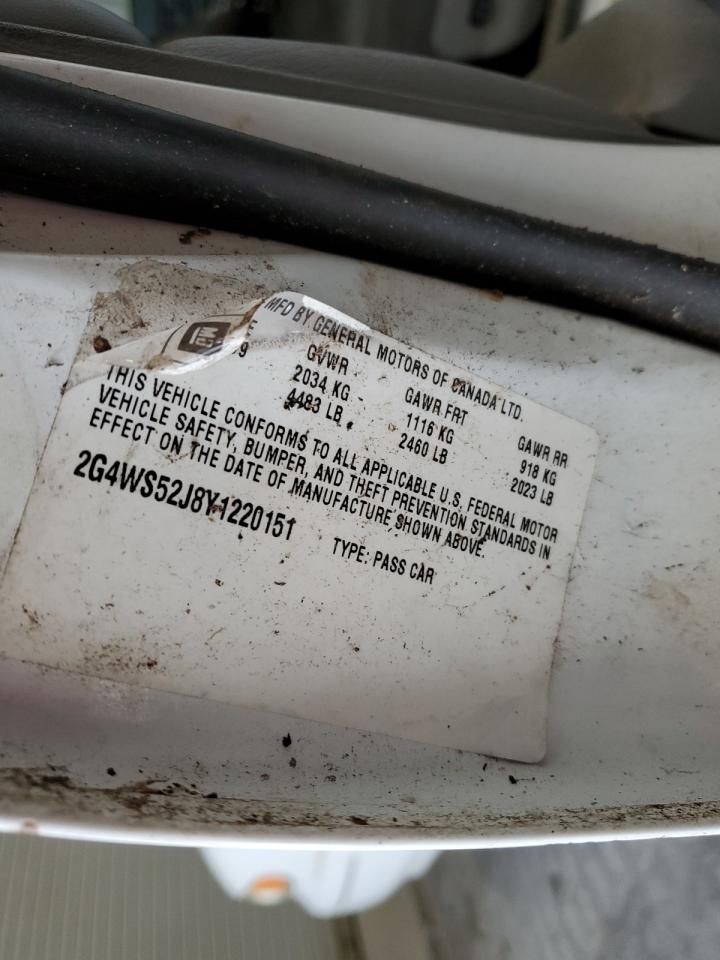 MFD BY GENERAL MOTORS OF CANADA LTD.
GVWR GAWR FRT GAWR RR
2034 KG 1116 KG 918 KG
4483 LB 2460 LB 2023 LB
THIS VEHICLE CONFORMS TO ALL APPLICABLE U.S. FEDERAL MOTOR
VEHICLE SAFETY, BUMPER, AND THEFT PREVENTION STANDARDS IN
EFFECT ON THE DATE OF MANUFACTURE SHOWN ABOVE.
2G4WS52J8Y1220151 TYPE: PASS CAR